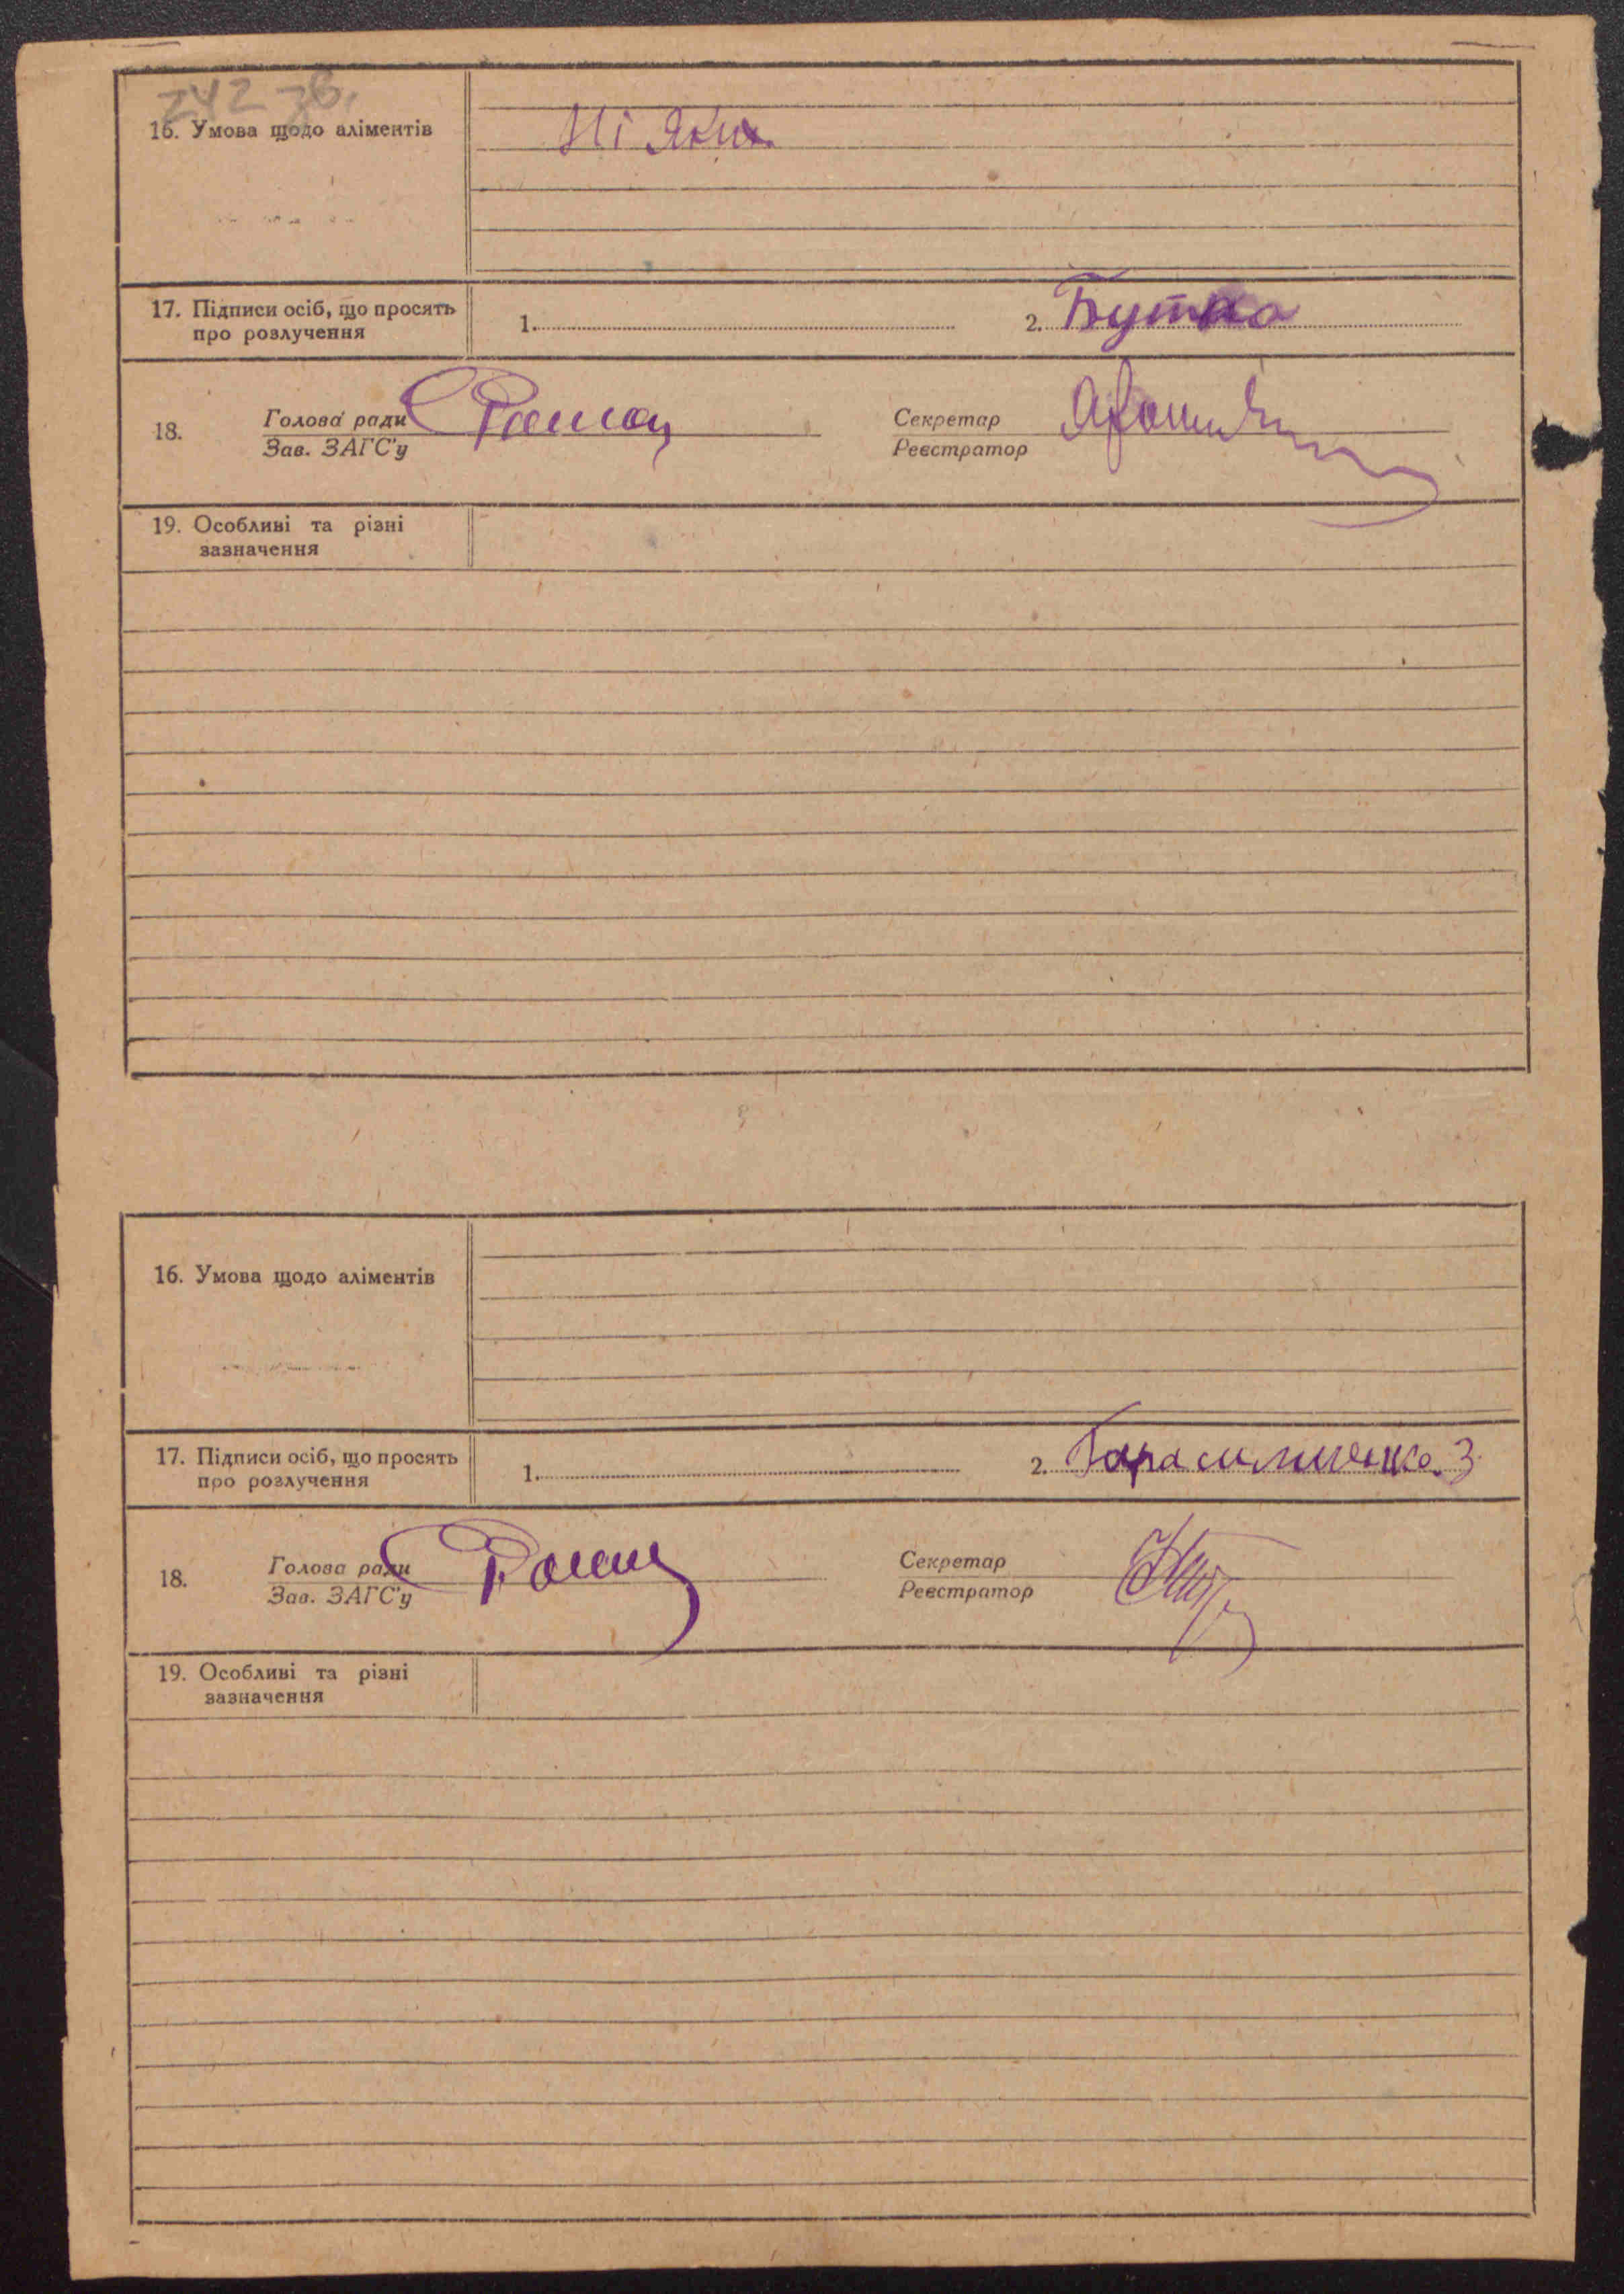 242 зв.
16. Умова щодо аліментів
Ні Яких
17. Підписи осіб, що просять
про розлучення
1.
2. Бутко
18.
Голова ради
Зав. ЗАГС'у
Секретар
Реєстратор
19. Особливі та різні
зазначення
16. Умова щодо аліментів
17. Підписи осіб, що просять
про розлучення
1.
2. Гарасимченко З.
18.
Голова ради
Зав. ЗАГС'у
Секретар
Реєстратор
19. Особливі та різні
зазначення